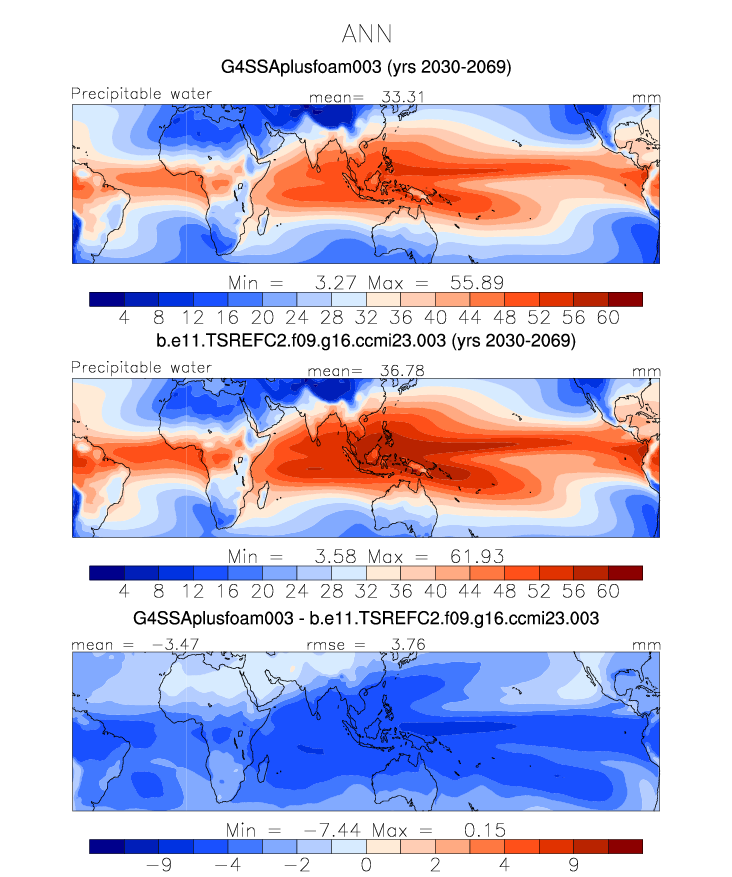 ANN
G4SSAplusfoam003 (yrs 2030-2069)
Precipitable water mean= 33.31 mm
Min = 3.27 Max = 55.89
4 8 12 16 20 24 28 32 36 40 44 48 52 56 60
b.e11.TSREFC2.f09.g16.ccmi23.003 (yrs 2030-2069)
Precipitable water mean= 36.78 mm
Min = 3.58 Max = 61.93
4 8 12 16 20 24 28 32 36 40 44 48 52 56 60
G4SSAplusfoam003 - b.e11.TSREFC2.f09.g16.ccmi23.003
mean = -3.47 rmse = 3.76 mm
Min = -7.44 Max = 0.15
-9 -4 -2 0 2 4 9